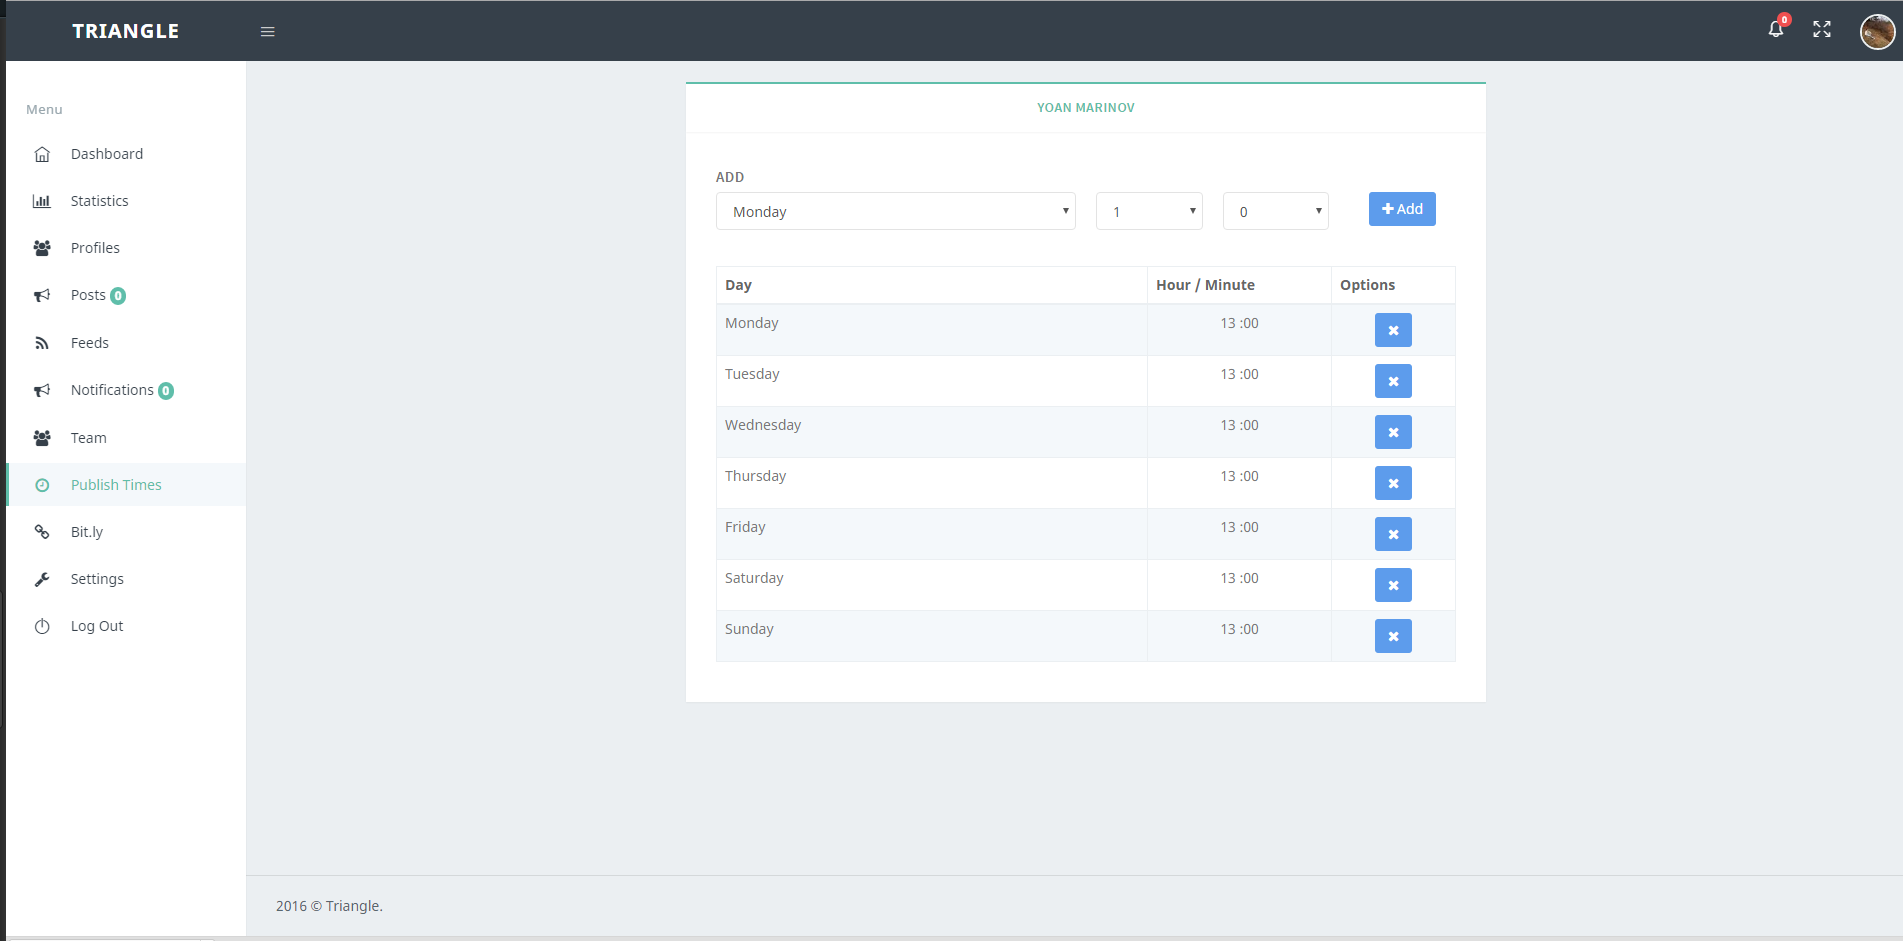 TRIANGLE
0
Menu
Dashboard
Statistics
Profiles
Posts 0
Feeds
Notifications 0
Team
Publish Times
Bit.ly
Settings
Log Out
YOAN MARINOV
ADD
Monday 1 0 Add
Day Hour / Minute Options
Monday 13 :00
Tuesday 13 :00
Wednesday 13 :00
Thursday 13 :00
Friday 13 :00
Saturday 13 :00
Sunday 13 :00
2016 © Triangle.